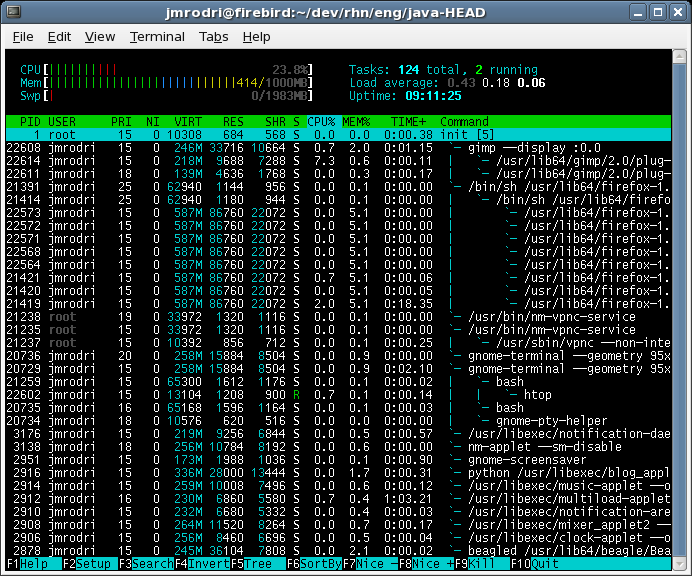 jmrodri@firebird:~/dev/rhn/eng/java-HEAD
File Edit View Terminal Tabs Help
CPU[|||||||||| 23.8%] Tasks: 124 total, 2 running
Mem[||||||||||||||||||||||||||||414/1000MB] Load average: 0.43 0.18 0.06
Swp[| 0/1983MB] Uptime: 09:11:25
PID USER PRI NI VIRT RES SHR S CPU% MEM% TIME+ Command
1 root 15 0 10308 684 568 S 0.0 0.0 0:00.38 init [5]
22608 jmrodri 15 0 246M 33716 10664 S 0.7 2.0 0:01.15 `- gimp --display :0.0
22614 jmrodri 15 0 218M 9688 7288 S 7.3 0.6 0:00.11 | `- /usr/lib64/gimp/2.0/plug-
22611 jmrodri 18 0 139M 4636 1768 S 0.0 0.3 0:00.17 | `- /usr/lib64/gimp/2.0/plug-
21391 jmrodri 25 0 62940 1144 956 S 0.0 0.1 0:00.00 `- /bin/sh /usr/lib64/firefox-1.
21414 jmrodri 25 0 62940 1180 944 S 0.0 0.1 0:00.00 | `- /bin/sh /usr/lib64/firefo
22573 jmrodri 15 0 587M 86760 22072 S 0.0 5.1 0:00.00 | `- /usr/lib64/firefox-1.
22572 jmrodri 15 0 587M 86760 22072 S 0.0 5.1 0:00.00 | `- /usr/lib64/firefox-1.
22571 jmrodri 15 0 587M 86760 22072 S 0.0 5.1 0:00.00 | `- /usr/lib64/firefox-1.
22568 jmrodri 15 0 587M 86760 22072 S 0.0 5.1 0:00.00 | `- /usr/lib64/firefox-1.
22564 jmrodri 15 0 587M 86760 22072 S 0.0 5.1 0:00.00 | `- /usr/lib64/firefox-1.
21421 jmrodri 15 0 587M 86760 22072 S 0.7 5.1 0:00.06 | `- /usr/lib64/firefox-1.
21420 jmrodri 15 0 587M 86760 22072 S 0.0 5.1 0:00.05 | `- /usr/lib64/firefox-1.
21419 jmrodri 15 0 587M 86760 22072 S 2.0 5.1 0:18.35 | `- /usr/lib64/firefox-1.
21238 root 19 0 33972 1320 1116 S 0.0 0.1 0:00.00 `- /usr/bin/nm-vpnc-service
21235 root 15 0 33972 1320 1116 S 0.0 0.1 0:00.00 `- /usr/bin/nm-vpnc-service
21237 root 15 0 10392 856 712 S 0.0 0.1 0:00.25 | `- /usr/sbin/vpnc --non-inte
20736 jmrodri 20 0 258M 15884 8504 S 0.0 0.9 0:00.00 `- gnome-terminal --geometry 95x
20729 jmrodri 15 0 258M 15884 8504 S 0.0 0.9 0:02.10 `- gnome-terminal --geometry 95x
21259 jmrodri 15 0 65300 1612 1176 S 0.0 0.1 0:00.02 | `- bash
22602 jmrodri 15 0 13104 1208 900 R 0.7 0.1 0:00.14 | | `- htop
20735 jmrodri 16 0 65168 1596 1164 S 0.0 0.1 0:00.03 | `- bash
20734 jmrodri 18 0 10576 620 516 S 0.0 0.0 0:00.00 | `- gnome-pty-helper
3176 jmrodri 15 0 219M 9256 6844 S 0.0 0.5 0:00.57 `- /usr/libexec/notification-dae
3138 jmrodri 18 0 256M 10784 8192 S 0.0 0.6 0:00.00 `- nm-applet --sm-disable
2951 jmrodri 15 0 173M 1988 1036 S 0.0 0.1 0:00.90 `- gnome-screensaver
2916 jmrodri 15 0 336M 28000 13444 S 0.0 1.7 0:00.31 `- python /usr/libexec/blog_appl
2914 jmrodri 15 0 259M 10008 7496 S 0.0 0.6 0:00.12 `- /usr/libexec/music-applet --o
2912 jmrodri 16 0 230M 6860 5580 S 0.7 0.4 1:03.21 `- /usr/libexec/multiload-applet
2910 jmrodri 15 0 232M 6680 5332 S 0.0 0.4 0:00.03 `- /usr/libexec/notification-are
2908 jmrodri 15 0 264M 11520 8264 S 0.0 0.7 0:00.17 `- /usr/libexec/mixer_applet2 --
2906 jmrodri 15 0 256M 8460 6696 S 0.0 0.5 0:00.04 `- /usr/libexec/clock-applet --o
2878 jmrodri 15 0 245M 36104 7808 S 0.0 2.1 0:00.02 `- beagled /usr/lib64/beagle/Bea
F1Help F2Setup F3SearchF4InvertF5Tree F6SortByF7Nice -F8Nice +F9Kill F10Quit